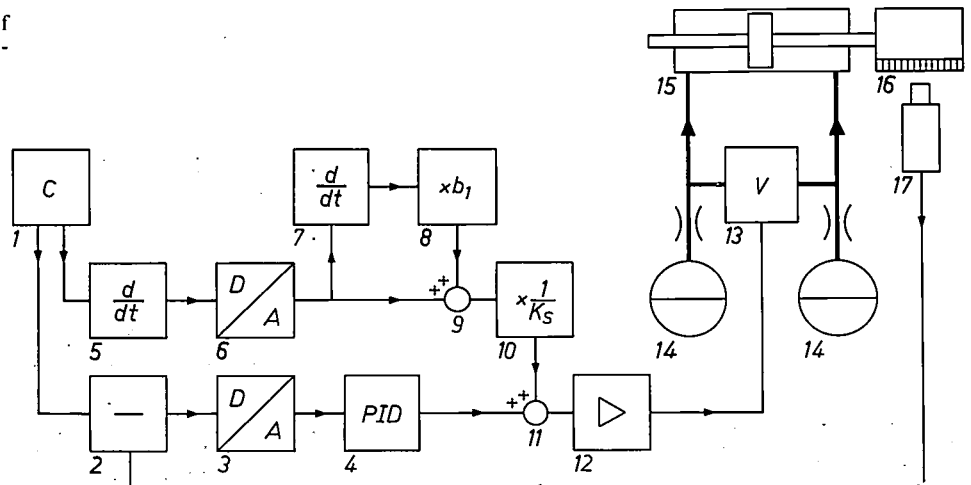 f
-
15
16
17
C
1
d/dt
7
×b₁
8
V
13
14
14
d/dt
5
D/A
6
++
9
×1/Kₛ
10
—
2
D/A
3
PID
4
++
11
▷
12